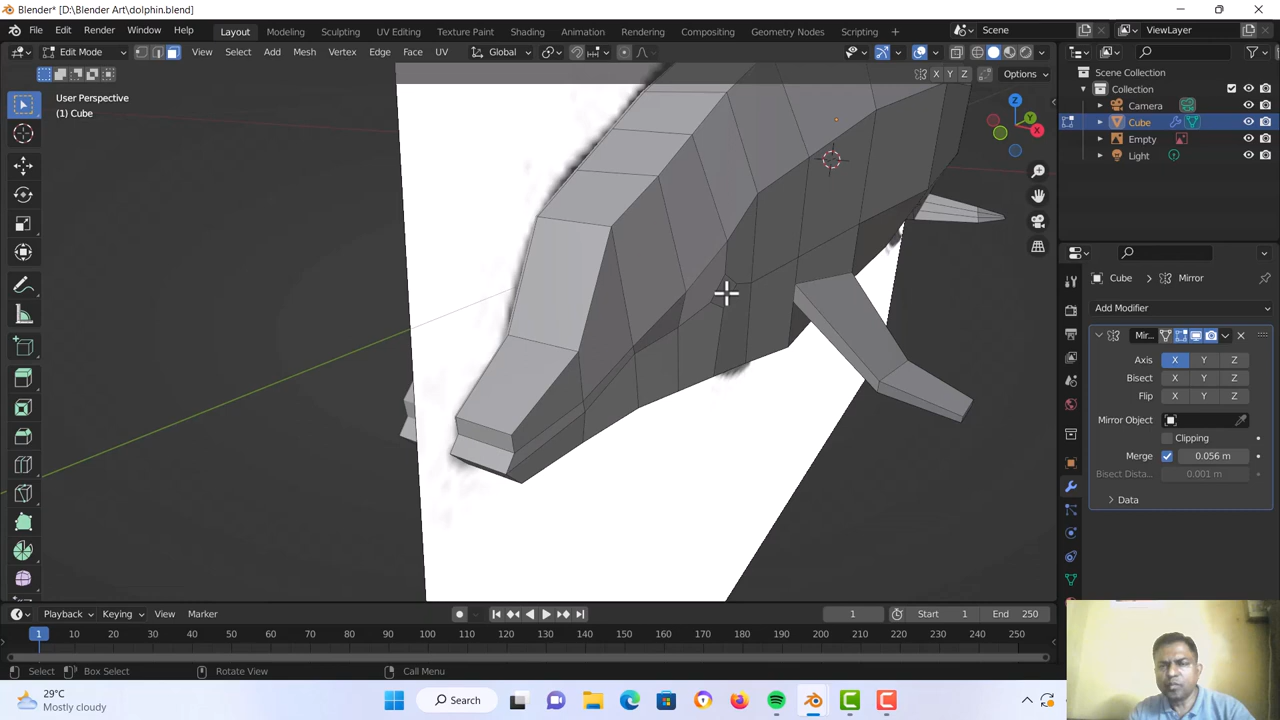 Blender* [D:\Blender Art\dolphin.blend]
File Edit Render Window Help
Layout Modeling Sculpting UV Editing Texture Paint Shading Animation Rendering Compositing Geometry Nodes Scripting +
Scene
ViewLayer
Edit Mode
View Select Add Mesh Vertex Edge Face UV
Global
X Y Z
Options
User Perspective
(1) Cube
Z
Y
X
Scene Collection
Collection
Camera
Cube
Empty
Light
Cube > Mirror
Add Modifier
Mir...
Axis X Y Z
Bisect X Y Z
Flip X Y Z
Mirror Object
Clipping
Merge 0.056 m
Bisect Dista... 0.001 m
Data
Playback Keying View Marker
1 Start 1 End 250
1 10 20 30 40 50 60 70 80 90 100 110 120 130 140 150 160 170 180 190 200 210 220 230 240 250
Select Box Select Rotate View Call Menu
29°C
Mostly cloudy
Search